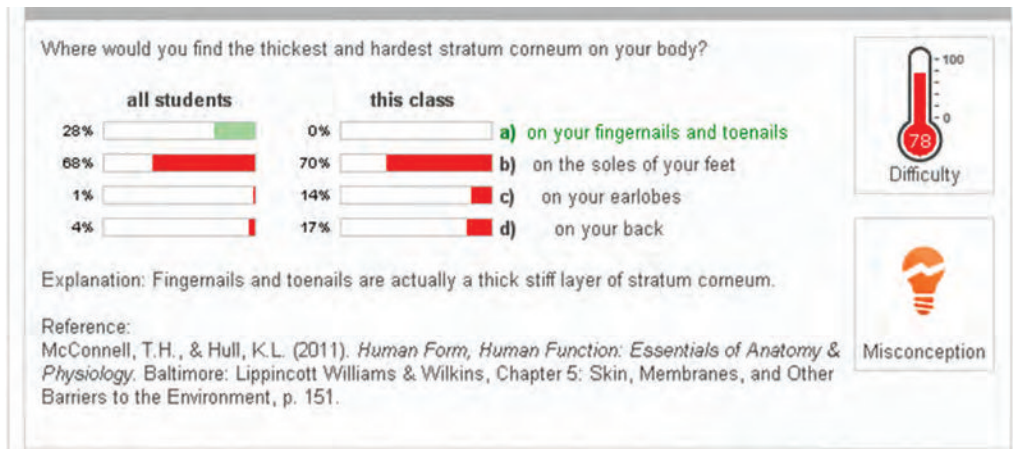 Where would you find the thickest and hardest stratum corneum on your body?
all students this class
28% 0% a) on your fingernails and toenails
68% 70% b) on the soles of your feet
1% 14% c) on your earlobes
4% 17% d) on your back
Explanation: Fingernails and toenails are actually a thick stiff layer of stratum corneum.
Reference:
McConnell, T.H., & Hull, K.L. (2011). Human Form, Human Function: Essentials of Anatomy &
Physiology. Baltimore: Lippincott Williams & Wilkins, Chapter 5: Skin, Membranes, and Other
Barriers to the Environment, p. 151.
100
0
78
Difficulty
Misconception